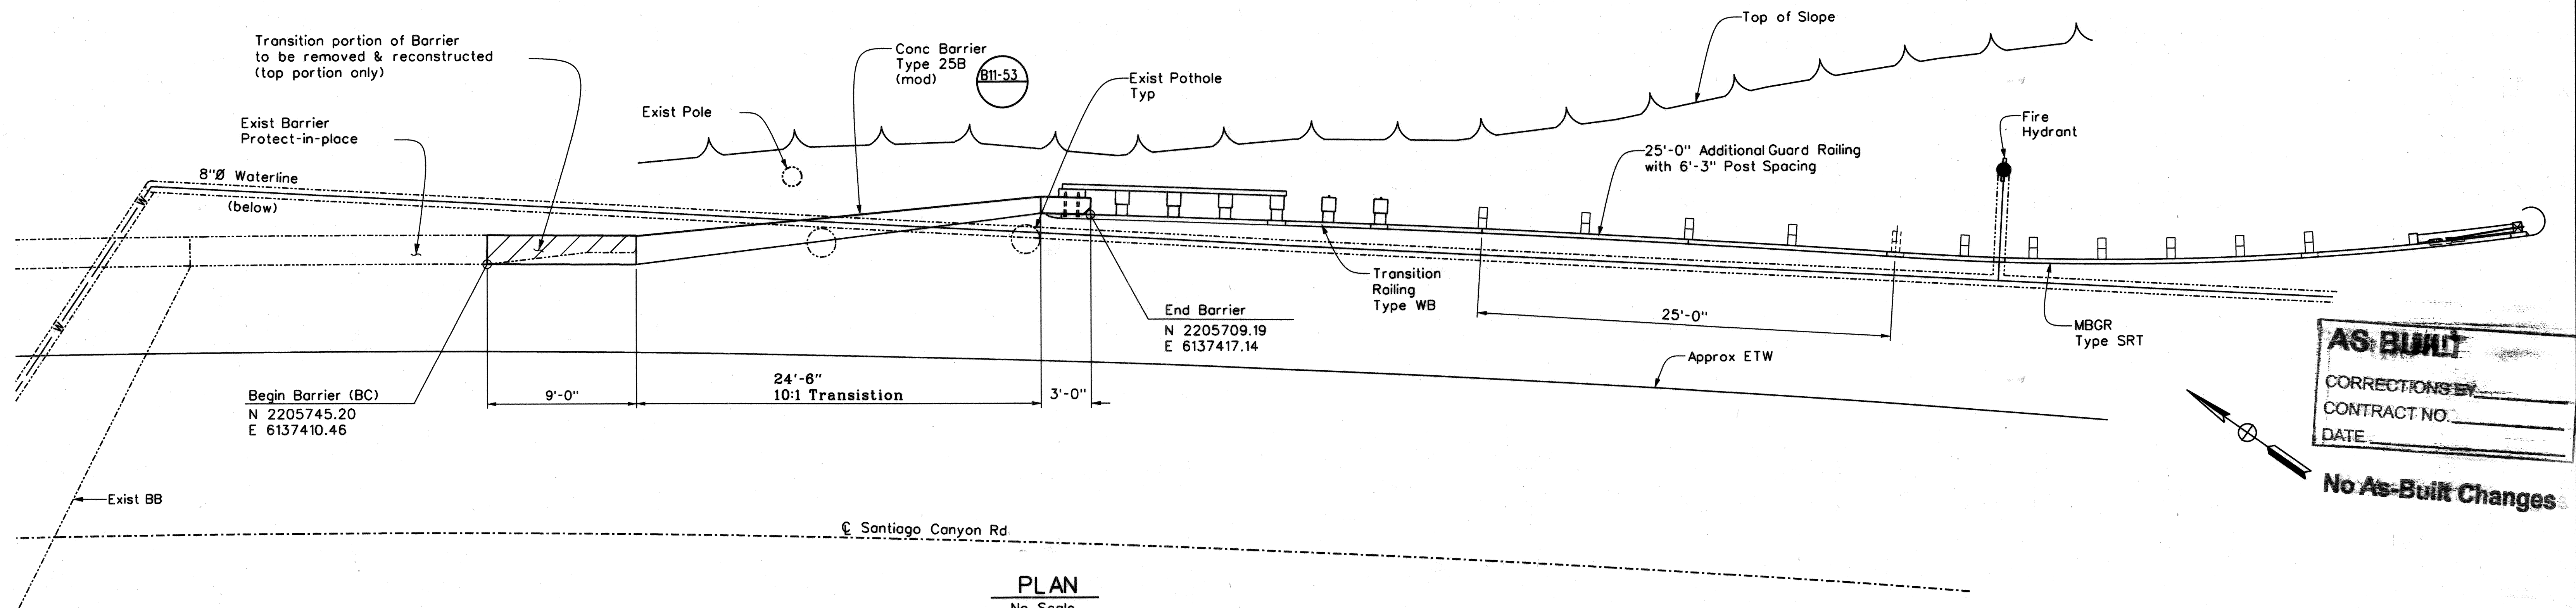 Top of Slope
Transition portion of Barrier
to be removed & reconstructed
(top portion only)
Conc Barrier
Type 25B
(mod)
B11-53
Exist Pothole
Typ
Exist Pole
Fire
Hydrant
Exist Barrier
Protect-in-place
25'-0" Additional Guard Railing
with 6'-3" Post Spacing
8"Ø Waterline
(below)
W
W
Transition
Railing
Type WB
End Barrier
N 2205709.19
E 6137417.14
25'-0"
MBGR
Type SRT
Approx ETW
Begin Barrier (BC)
N 2205745.20
E 6137410.46
9'-0"
24'-6"
10:1 Transistion
3'-0"
AS BUILT
CORRECTIONS BY
CONTRACT NO.
DATE
No As-Built Changes
Exist BB
℄ Santiago Canyon Rd
PLAN
No Scale